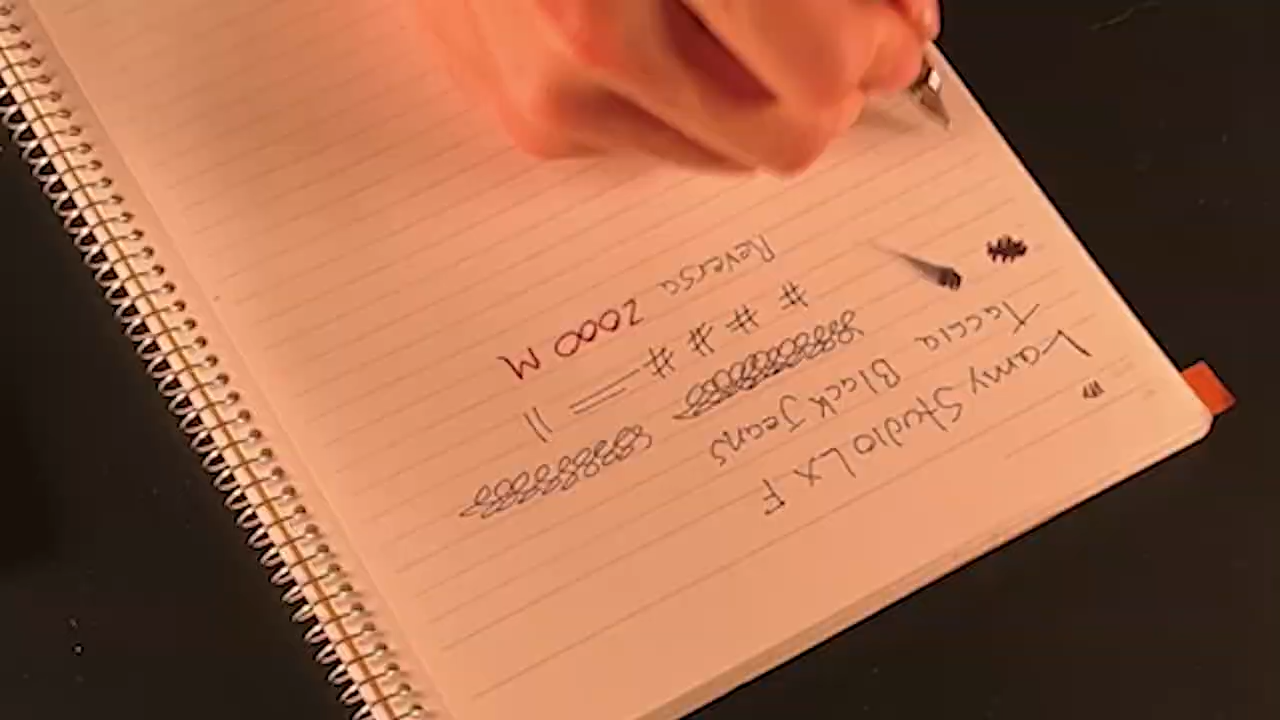 Lamy Studio Lx F
Taccia Black Jeans
# # # #
Reversa 2000 M